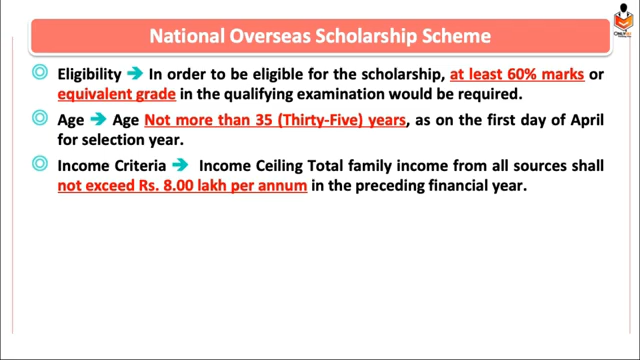 National Overseas Scholarship Scheme
Eligibility ➔ In order to be eligible for the scholarship, at least 60% marks or
equivalent grade in the qualifying examination would be required.
Age ➔ Age Not more than 35 (Thirty-Five) years, as on the first day of April
for selection year.
Income Criteria ➔ Income Ceiling Total family income from all sources shall
not exceed Rs. 8.00 lakh per annum in the preceding financial year.